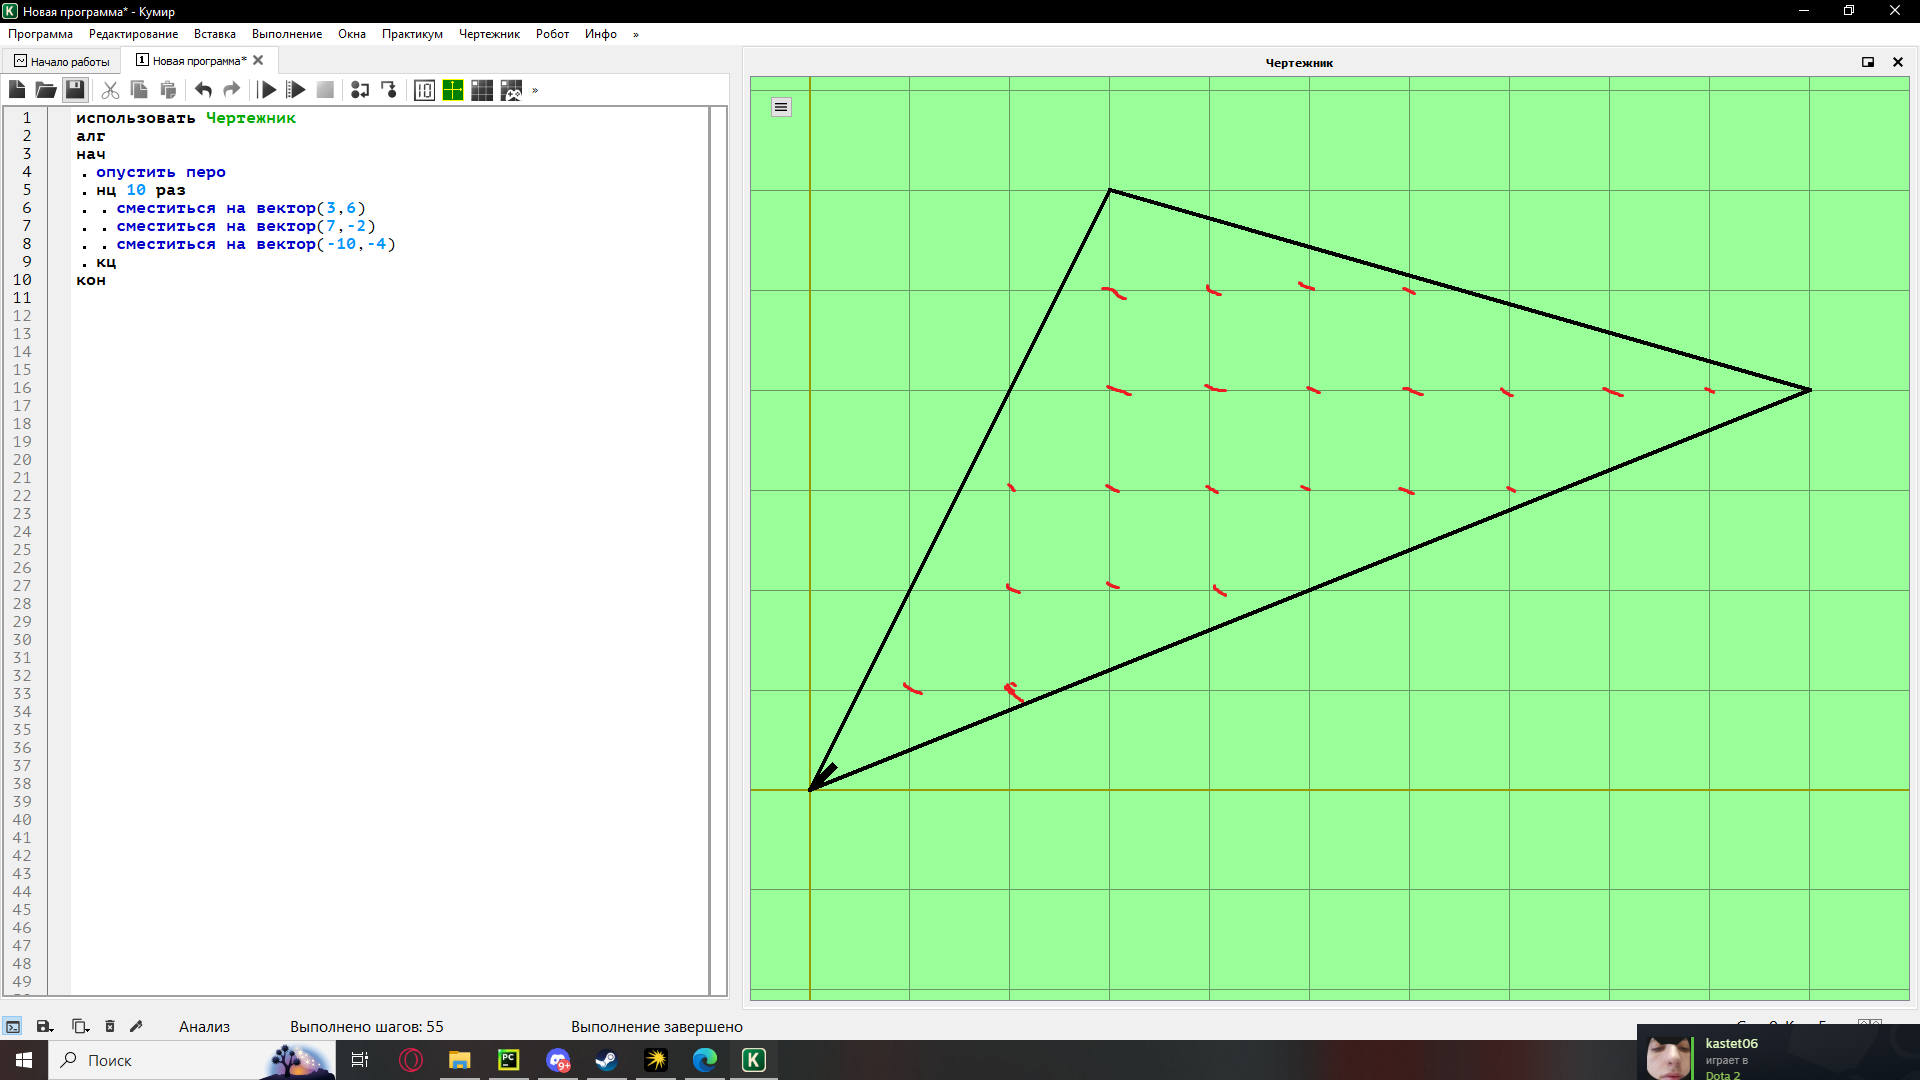 Новая программа* - Кумир
Программа Редактирование Вставка Выполнение Окна Практикум Чертежник Робот Инфо »
Начало работы
1 Новая программа*
Чертежник
»
1 использовать Чертежник
2 алг
3 нач
4 . опустить перо
5 . нц 10 раз
6 . . сместиться на вектор(3,6)
7 . . сместиться на вектор(7,-2)
8 . . сместиться на вектор(-10,-4)
9 . кц
10 кон
11
12
13
14
15
16
17
18
19
20
21
22
23
24
25
26
27
28
29
30
31
32
33
34
35
36
37
38
39
40
41
42
43
44
45
46
47
48
49
Анализ Выполнено шагов: 55 Выполнение завершено
Поиск
PC
9+
K
kastet06
играет в
Dota 2